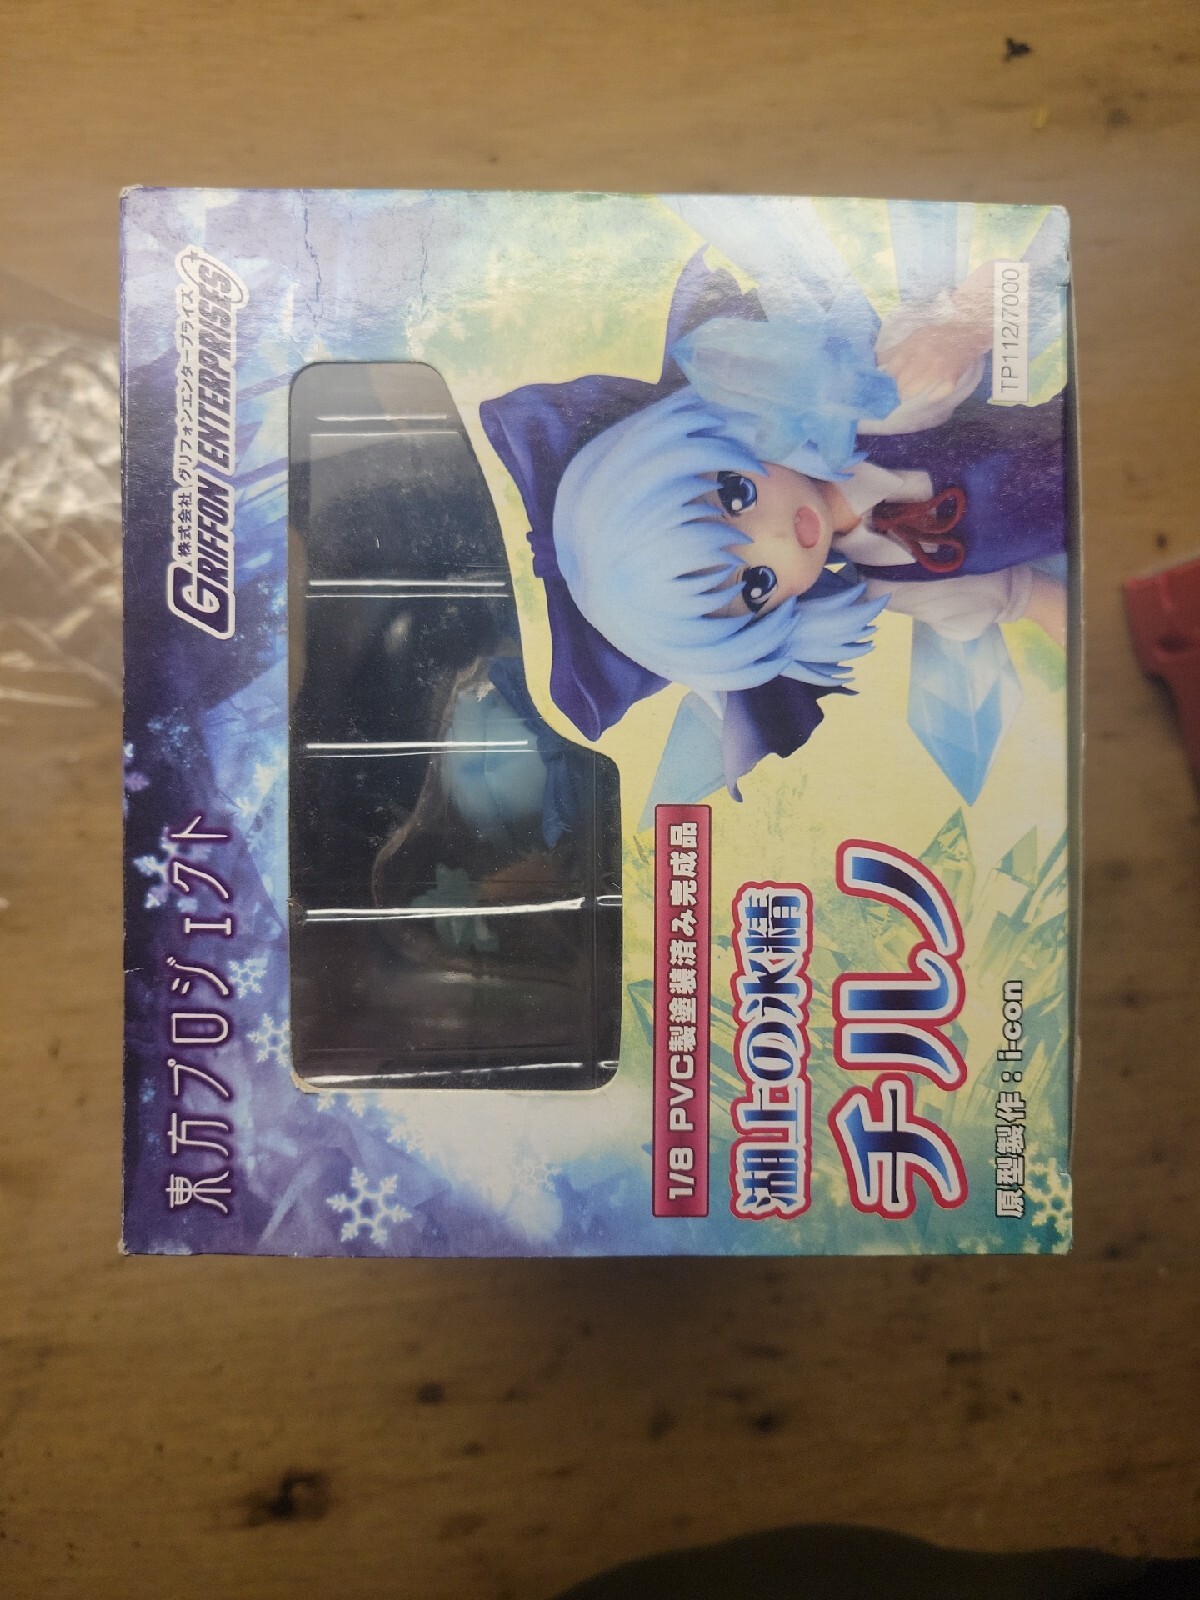 東方プロジェクト
株式会社 グリフォンエンタープライズ
GRIFFON ENTERPRISES
1/8 PVC製塗装済み完成品
湖上の氷精
チルノ
原型製作:i-con
TP112/7000